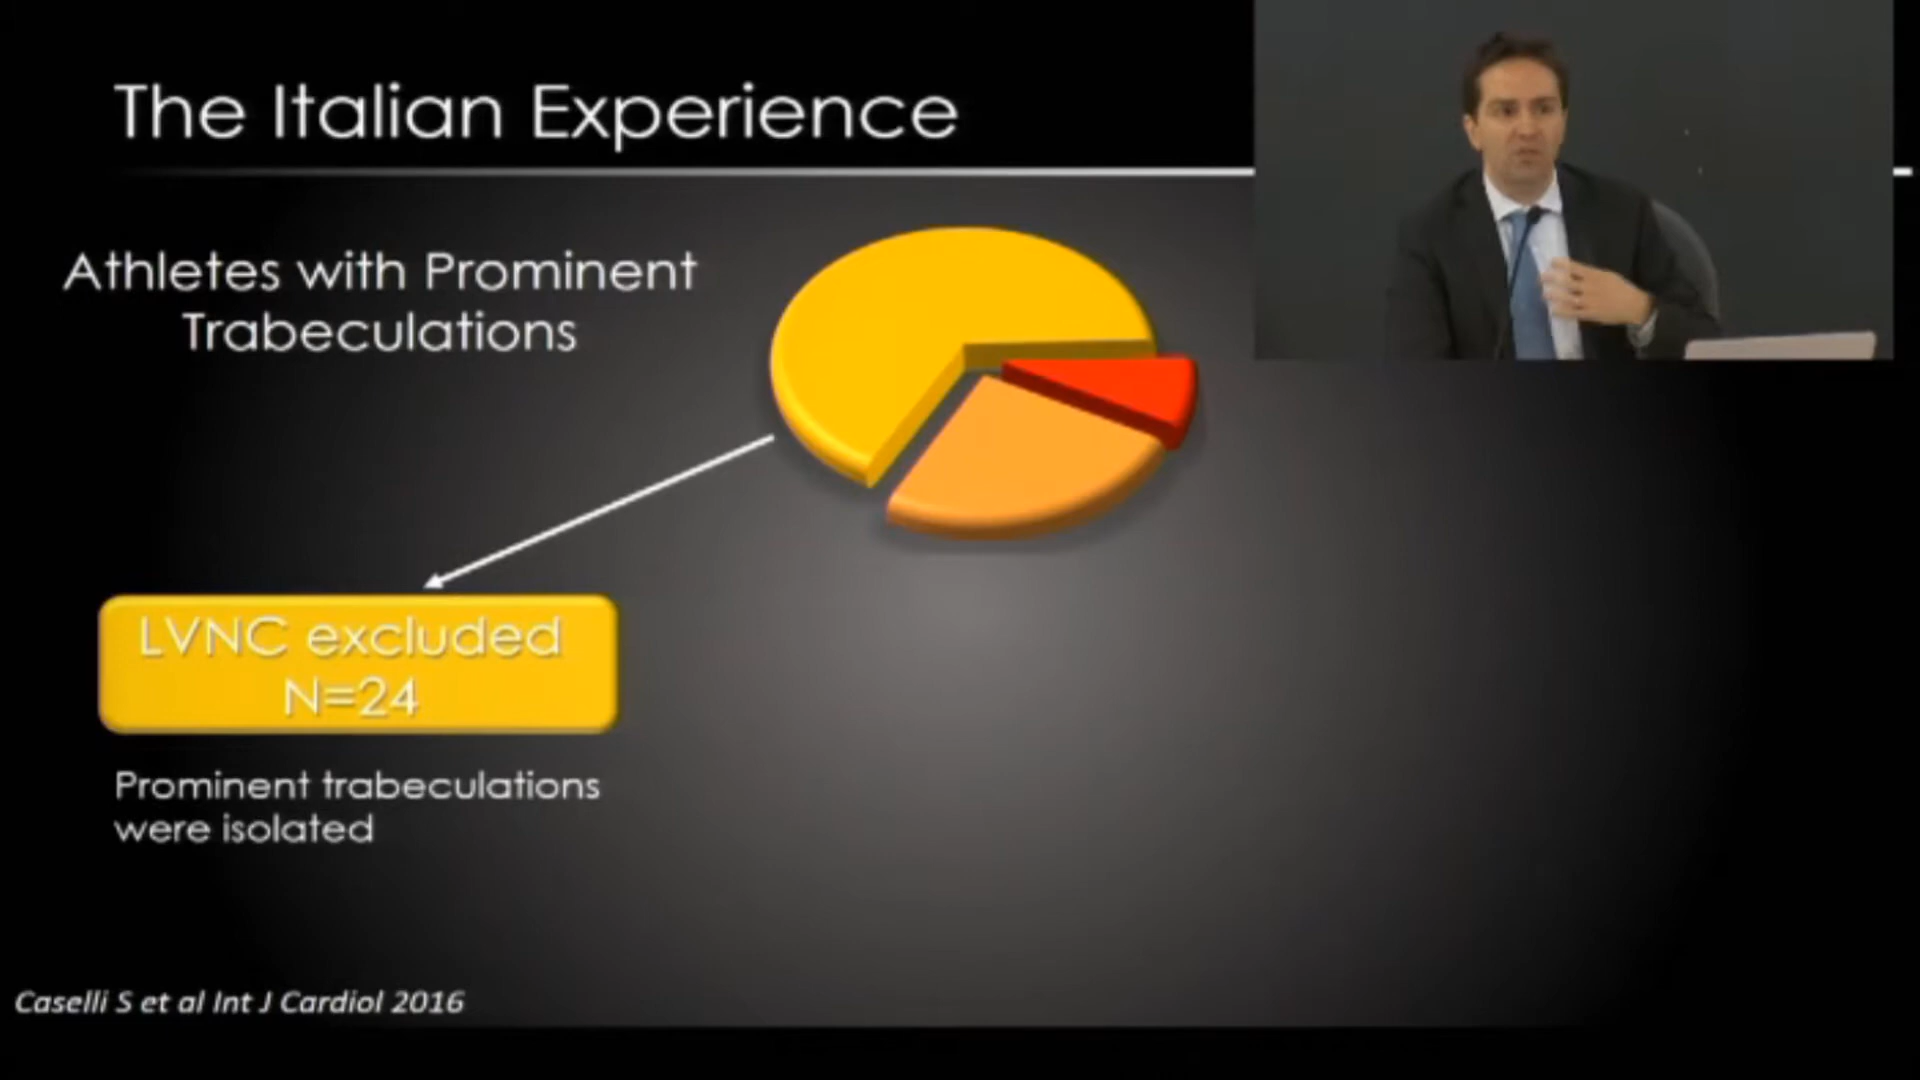 The Italian Experience
Athletes with Prominent
Trabeculations
LVNC excluded
N=24
Prominent trabeculations
were isolated
Caselli S et al Int J Cardiol 2016